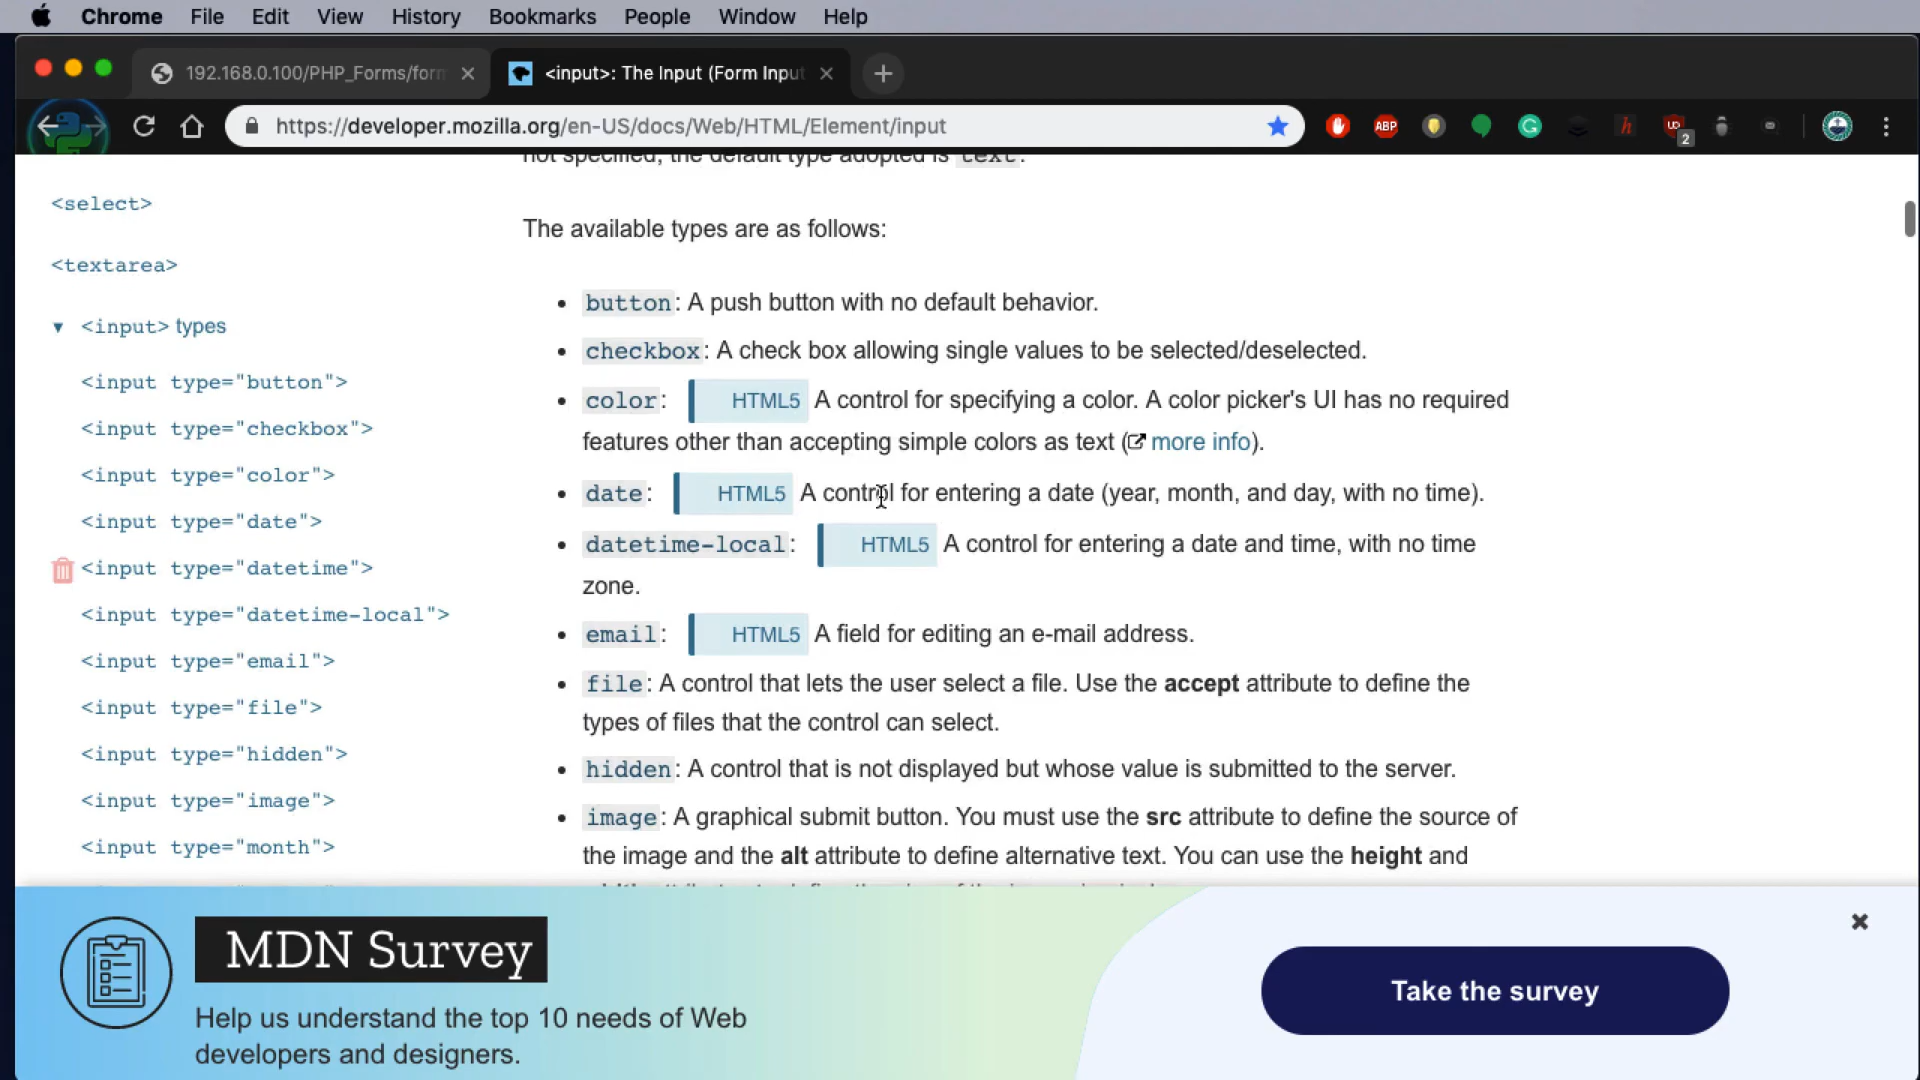 Chrome File Edit View History Bookmarks People Window Help
192.168.0.100/PHP_Forms/form
<input>: The Input (Form Input
https://developer.mozilla.org/en-US/docs/Web/HTML/Element/input
ABP
UD
2
not specified, the default type adopted is text.
The available types are as follows:
<select>
<textarea>
▼ <input> types
<input type="button">
<input type="checkbox">
<input type="color">
<input type="date">
<input type="datetime">
<input type="datetime-local">
<input type="email">
<input type="file">
<input type="hidden">
<input type="image">
<input type="month">
• button: A push button with no default behavior.
• checkbox: A check box allowing single values to be selected/deselected.
• color: HTML5 A control for specifying a color. A color picker's UI has no required
features other than accepting simple colors as text (more info).
• date: HTML5 A control for entering a date (year, month, and day, with no time).
• datetime-local: HTML5 A control for entering a date and time, with no time
zone.
• email: HTML5 A field for editing an e-mail address.
• file: A control that lets the user select a file. Use the accept attribute to define the
types of files that the control can select.
• hidden: A control that is not displayed but whose value is submitted to the server.
• image: A graphical submit button. You must use the src attribute to define the source of
the image and the alt attribute to define alternative text. You can use the height and
MDN Survey
Help us understand the top 10 needs of Web
developers and designers.
Take the survey